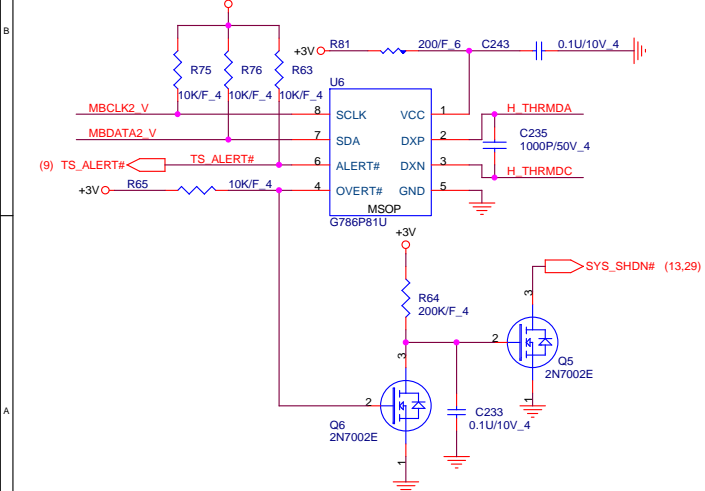 B
+3V R81 200/F_6 C243 0.1U/10V_4
R75 R76 R63
U6
10K/F_4 10K/F_4 10K/F_4
MBCLK2_V 8 SCLK VCC 1 H_THRMDA
MBDATA2_V 7 SDA DXP 2
C235
1000P/50V_4
(9) TS_ALERT# TS_ALERT# 6 ALERT# DXN 3 H_THRMDC
+3V R65 10K/F_4 4 OVERT# GND 5
MSOP
G786P81U
+3V
SYS_SHDN# (13,29)
R64
200K/F_4
3
2
3
Q5
2N7002E
1
2
Q6
2N7002E
C233
0.1U/10V_4
1
A